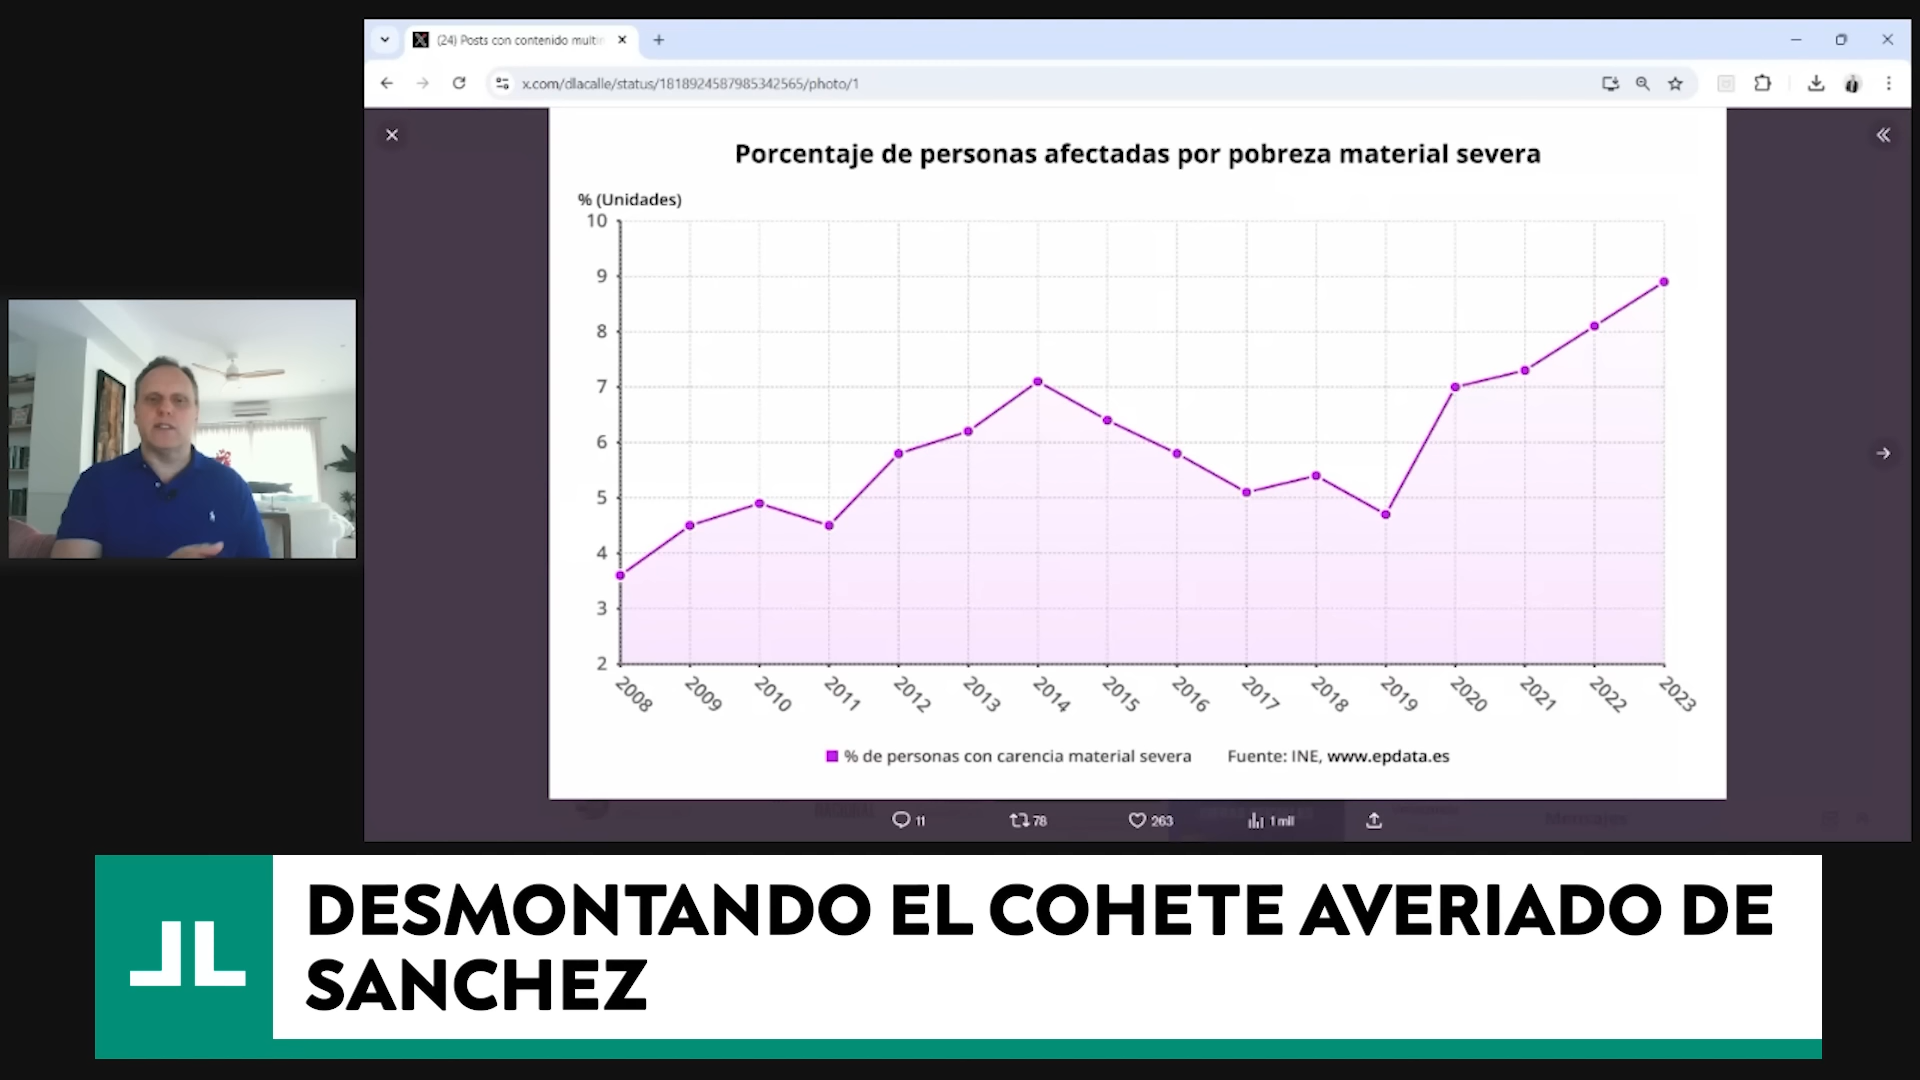 (24) Posts con contenido multi
x.com/dlacalle/status/1818924587985342565/photo/1
Porcentaje de personas afectadas por pobreza material severa
% (Unidades)
10
9
8
7
6
5
4
3
2
2008 2009 2010 2011 2012 2013 2014 2015 2016 2017 2018 2019 2020 2021 2022 2023
% de personas con carencia material severa Fuente: INE, www.epdata.es
11 78 263 1 mil
Mensajes
JL
DESMONTANDO EL COHETE AVERIADO DE
SANCHEZ